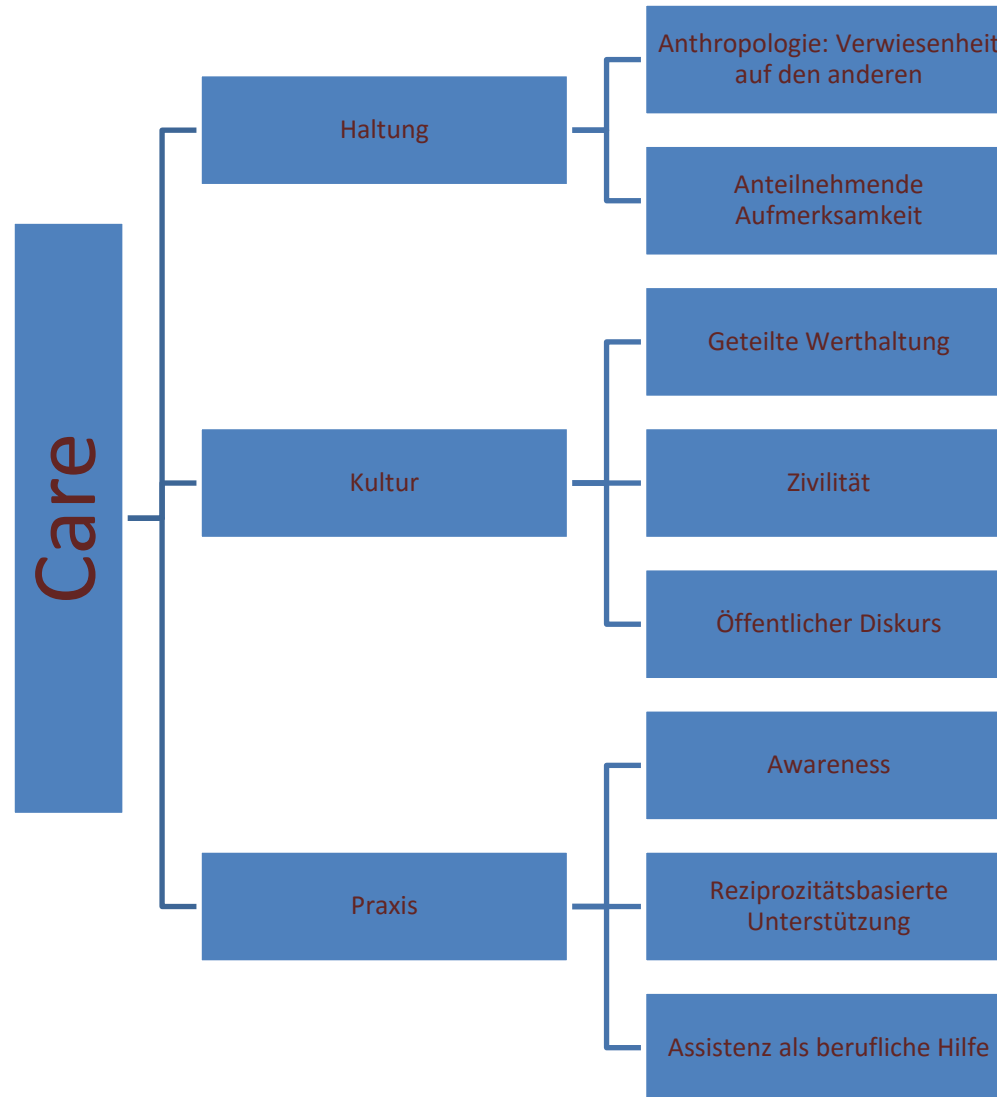 Care
Haltung
Anthropologie: Verwiesenheit
auf den anderen
Anteilnehmende
Aufmerksamkeit
Kultur
Geteilte Werthaltung
Zivilität
Öffentlicher Diskurs
Praxis
Awareness
Reziprozitätsbasierte
Unterstützung
Assistenz als berufliche Hilfe